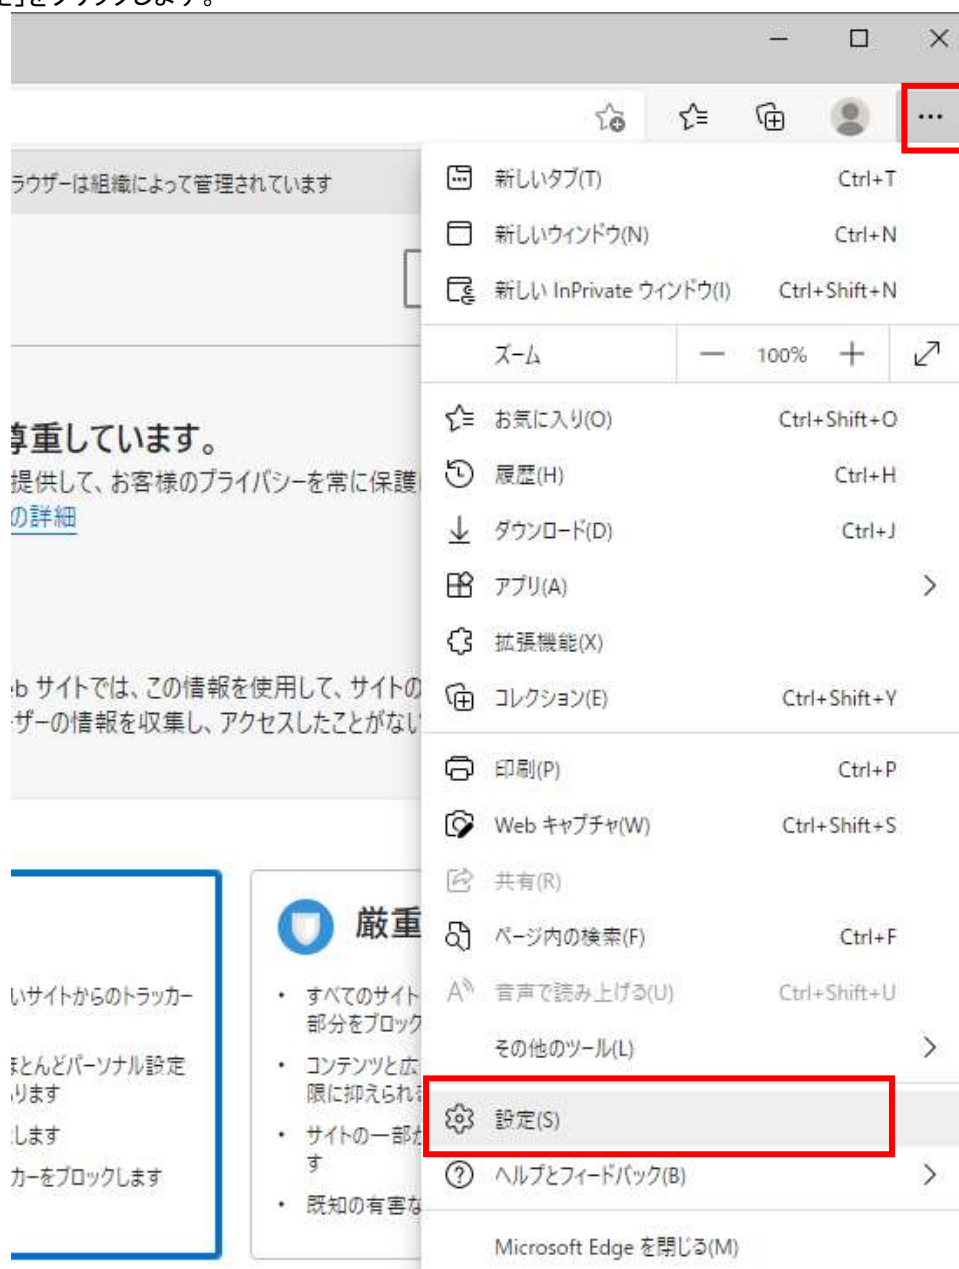 」をクリックします。
ラウザーは組織によって管理されています
新しいタブ(T) Ctrl+T
新しいウィンドウ(N) Ctrl+N
新しい InPrivate ウィンドウ(I) Ctrl+Shift+N
ズーム — 100% +
尊重しています。
提供して、お客様のプライバシーを常に保護
の詳細
お気に入り(O) Ctrl+Shift+O
履歴(H) Ctrl+H
ダウンロード(D) Ctrl+J
アプリ(A)
拡張機能(X)
コレクション(E) Ctrl+Shift+Y
b サイトでは、この情報を使用して、サイトの
ザーの情報を収集し、アクセスしたことがない
印刷(P) Ctrl+P
Web キャプチャ(W) Ctrl+Shift+S
共有(R)
ページ内の検索(F) Ctrl+F
音声で読み上げる(U) Ctrl+Shift+U
その他のツール(L)
設定(S)
ヘルプとフィードバック(B)
Microsoft Edge を閉じる(M)
いサイトからのトラッカー
ほとんどパーソナル設定
ります
します
カーをブロックします
厳重
• すべてのサイト
部分をブロック
• コンテンツと広
限に抑えられ
• サイトの一部が
す
• 既知の有害な